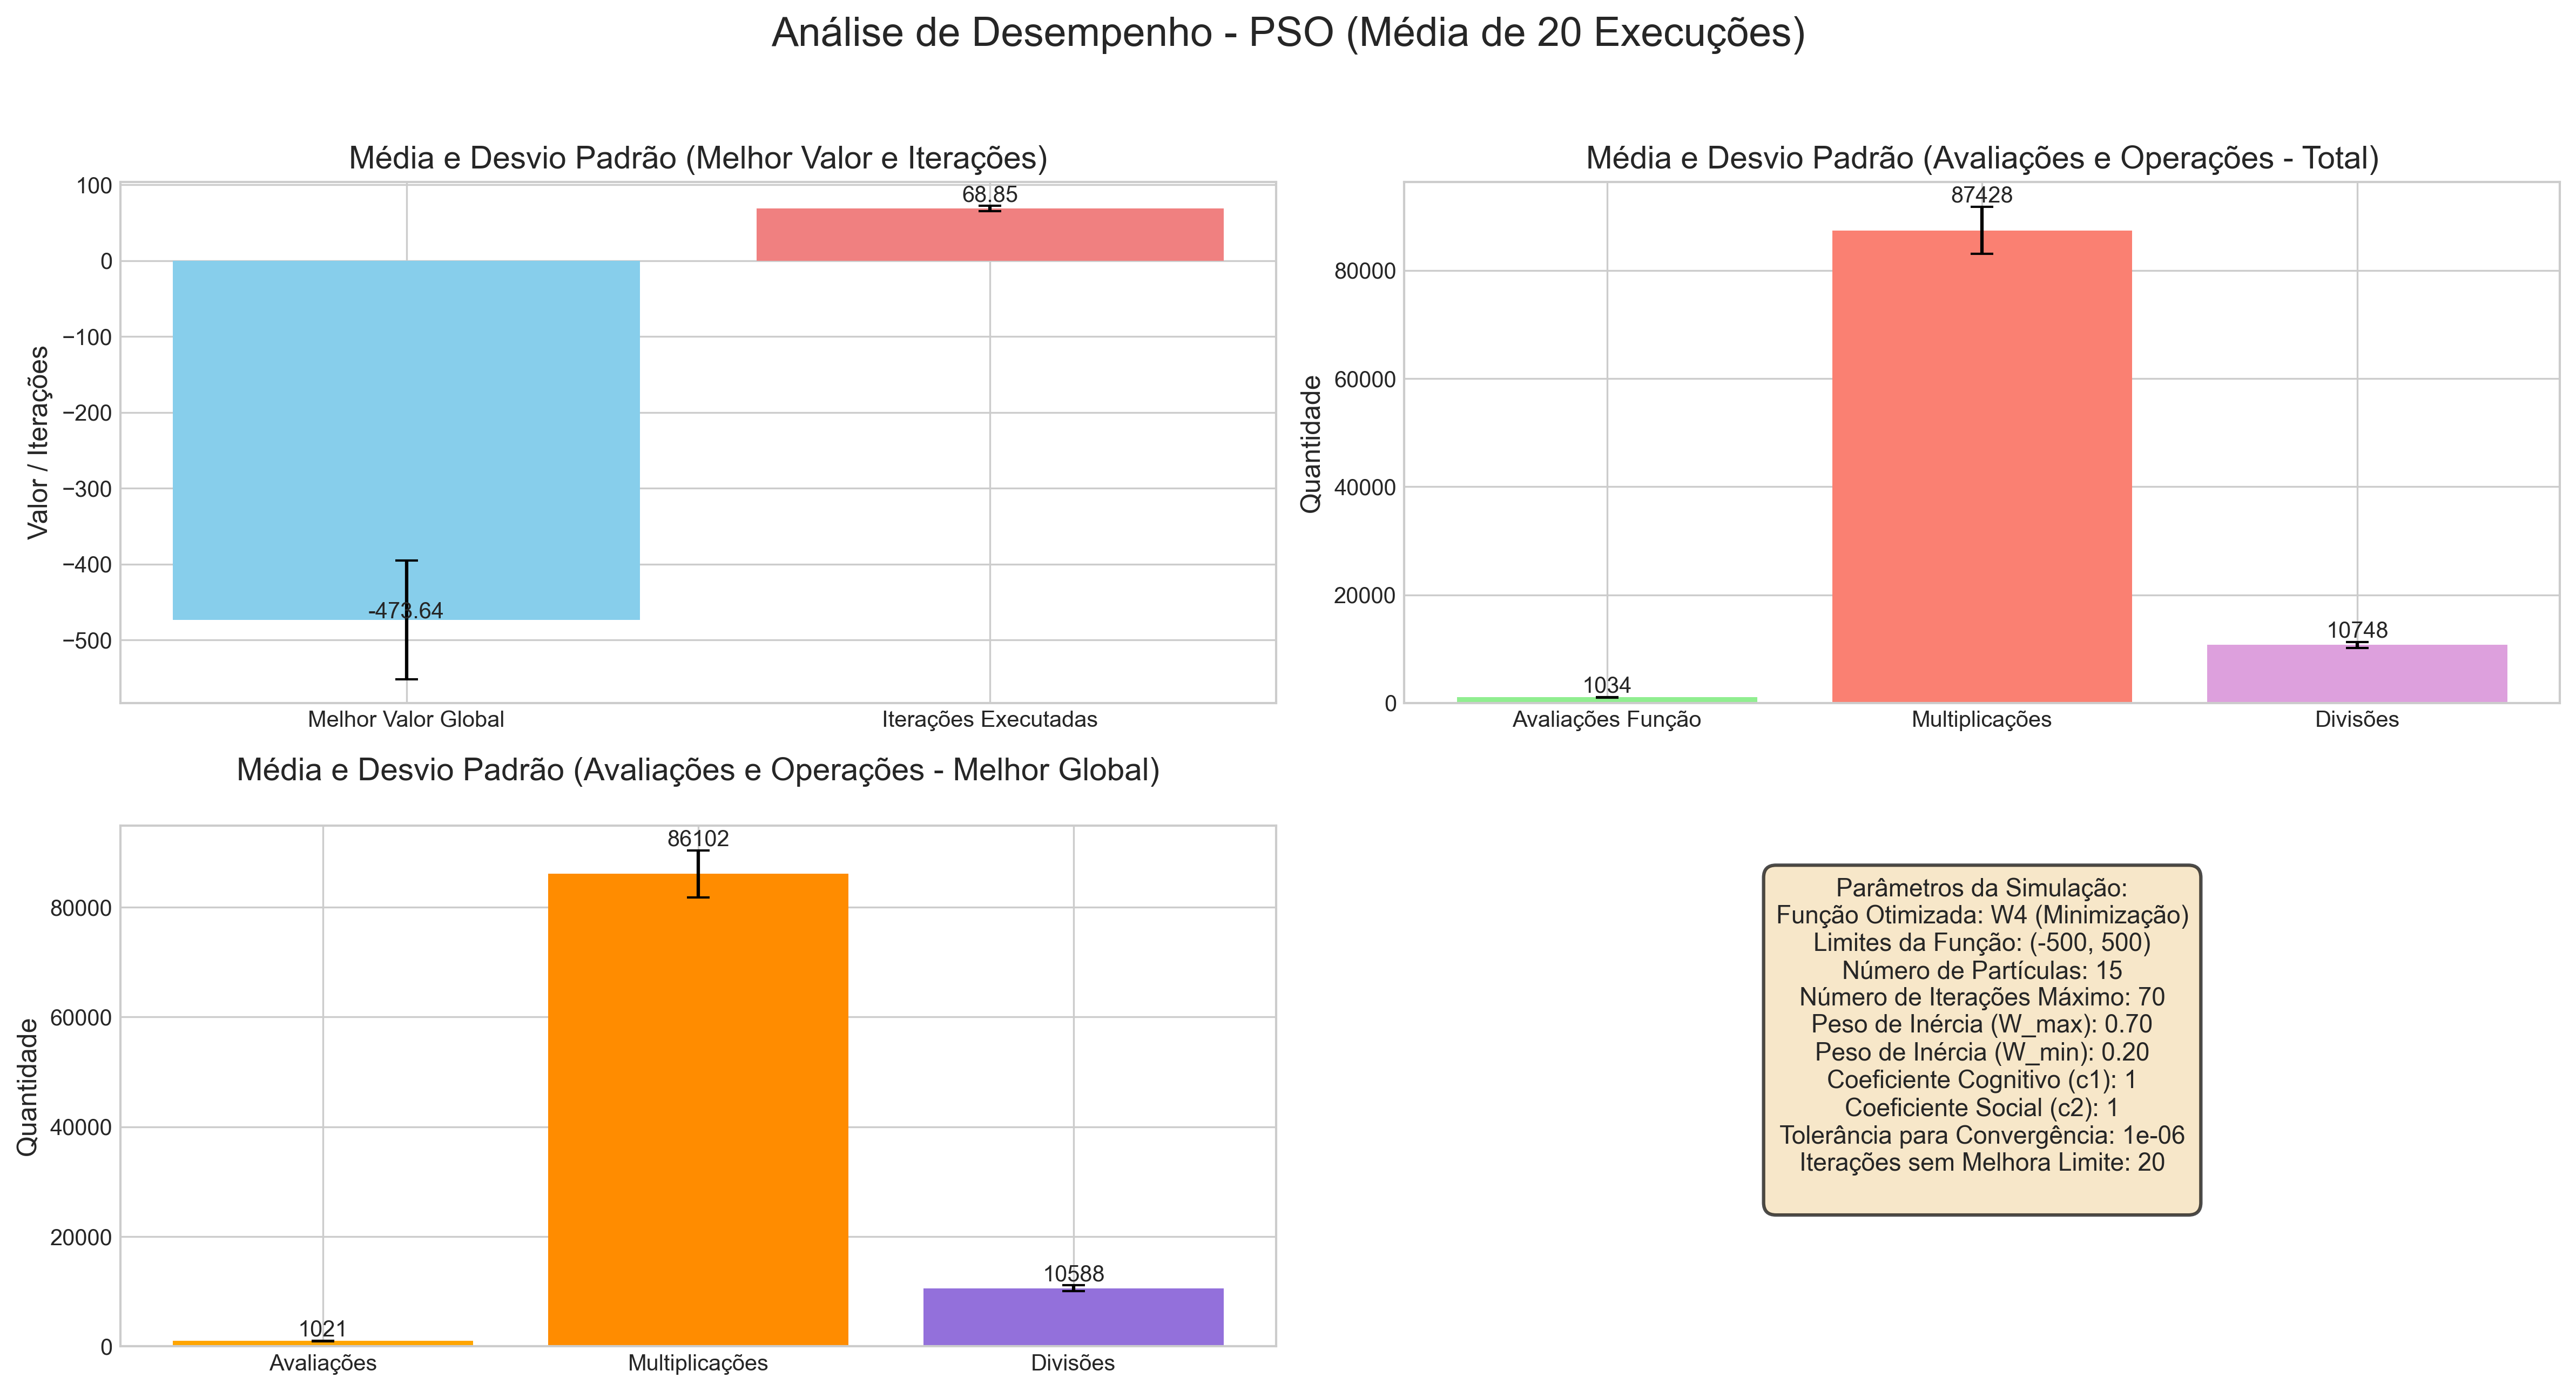 Análise de Desempenho - PSO (Média de 20 Execuções)
Média e Desvio Padrão (Melhor Valor e Iterações)
Valor / Iterações
100
0
−100
−200
−300
−400
−500
68.85
-473.64
Melhor Valor Global
Iterações Executadas
Média e Desvio Padrão (Avaliações e Operações - Total)
Quantidade
80000
60000
40000
20000
0
1034
87428
10748
Avaliações Função
Multiplicações
Divisões
Média e Desvio Padrão (Avaliações e Operações - Melhor Global)
Quantidade
80000
60000
40000
20000
0
1021
86102
10588
Avaliações
Multiplicações
Divisões
Parâmetros da Simulação:
Função Otimizada: W4 (Minimização)
Limites da Função: (-500, 500)
Número de Partículas: 15
Número de Iterações Máximo: 70
Peso de Inércia (W_max): 0.70
Peso de Inércia (W_min): 0.20
Coeficiente Cognitivo (c1): 1
Coeficiente Social (c2): 1
Tolerância para Convergência: 1e-06
Iterações sem Melhora Limite: 20